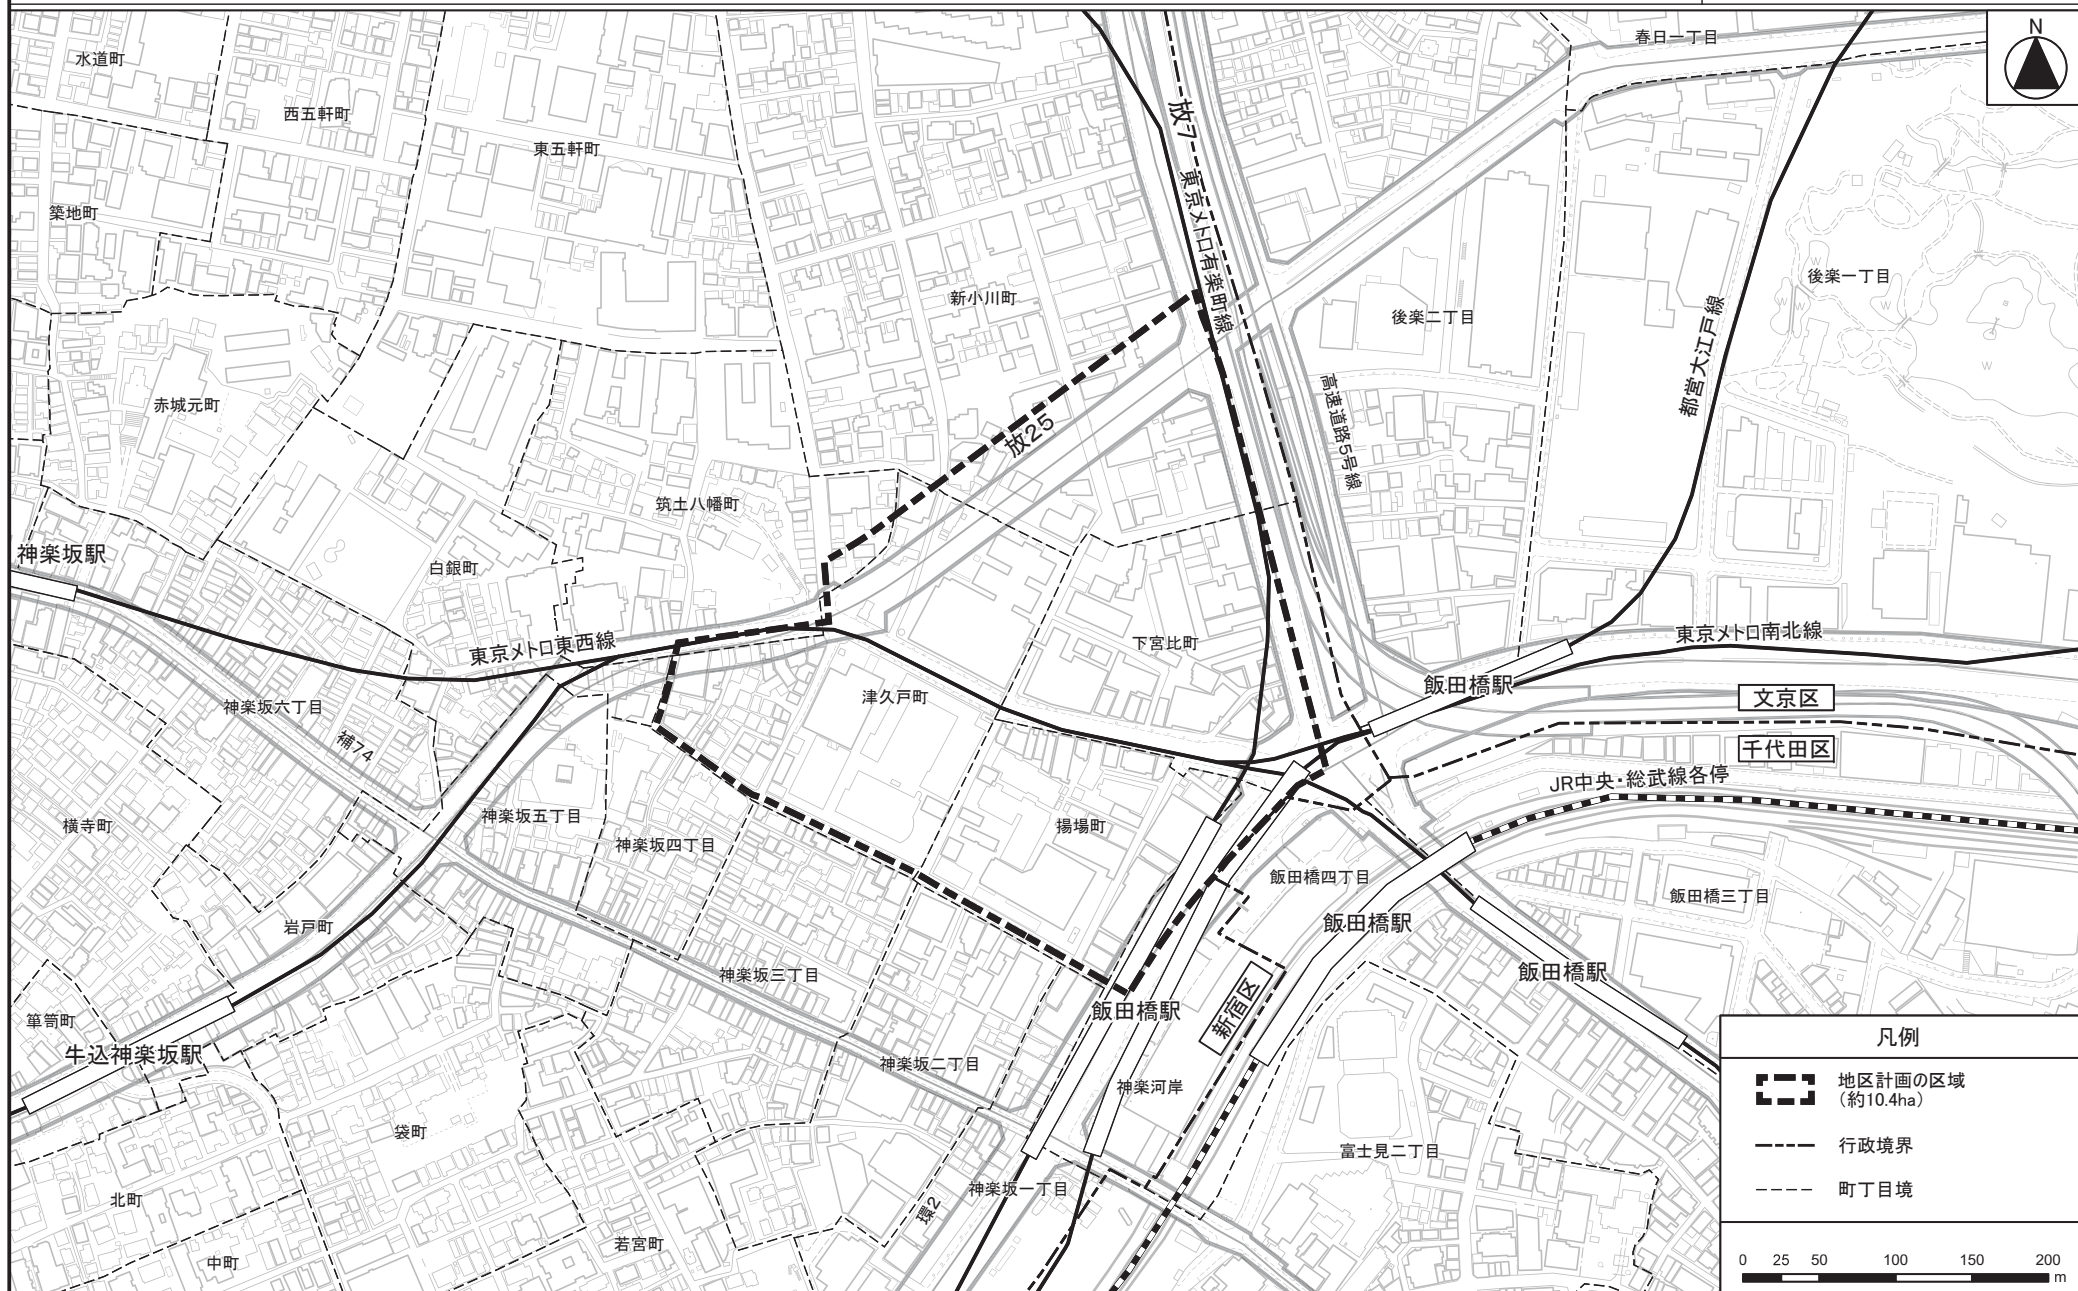 N
春日一丁目
水道町
西五軒町
放7
東五軒町
築地町
東京メトロ有楽町線
後楽一丁目
新小川町
後楽二丁目
都営大江戸線
高速道路5号線
赤城元町
放25
筑土八幡町
神楽坂駅
白銀町
東京メトロ東西線
下宮比町
東京メトロ南北線
飯田橋駅
文京区
津久戸町
神楽坂六丁目
補74
千代田区
JR中央・総武線各停
横寺町
神楽坂五丁目
神楽坂四丁目
揚場町
飯田橋四丁目
飯田橋三丁目
飯田橋駅
岩戸町
神楽坂三丁目
飯田橋駅
新宿区
飯田橋駅
箪笥町
牛込神楽坂駅
神楽坂二丁目
神楽河岸
袋町
富士見二丁目
神楽坂一丁目
環2
北町
若宮町
中町
凡例
地区計画の区域
(約10.4ha)
行政境界
町丁目境
0 25 50 100 150 200
m